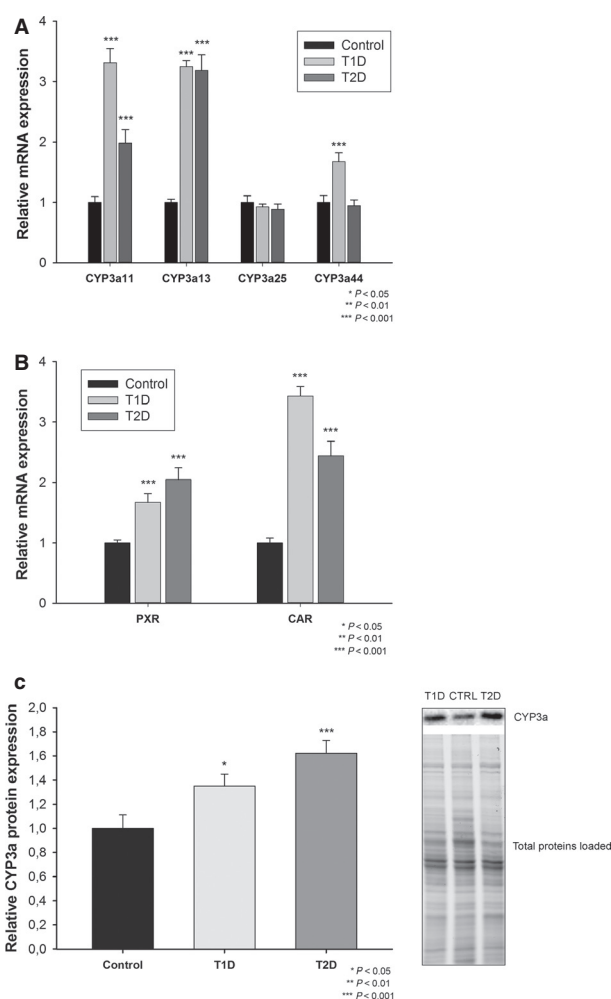 A
Relative mRNA expression
4
3
2
1
0
***
***
***
***
***
Control
T1D
T2D
CYP3a11 CYP3a13 CYP3a25 CYP3a44
* P < 0.05
** P < 0.01
*** P < 0.001
B
Relative mRNA expression
4
3
2
1
0
Control
T1D
T2D
***
***
***
***
PXR CAR
* P < 0.05
** P < 0.01
*** P < 0.001
c
Relative CYP3a protein expression
2,0
1,8
1,6
1,4
1,2
1,0
0,8
0,6
0,4
0,2
0,0
*
***
Control T1D T2D
* P < 0.05
** P < 0.01
*** P < 0.001
T1D CTRL T2D
CYP3a
Total proteins loaded